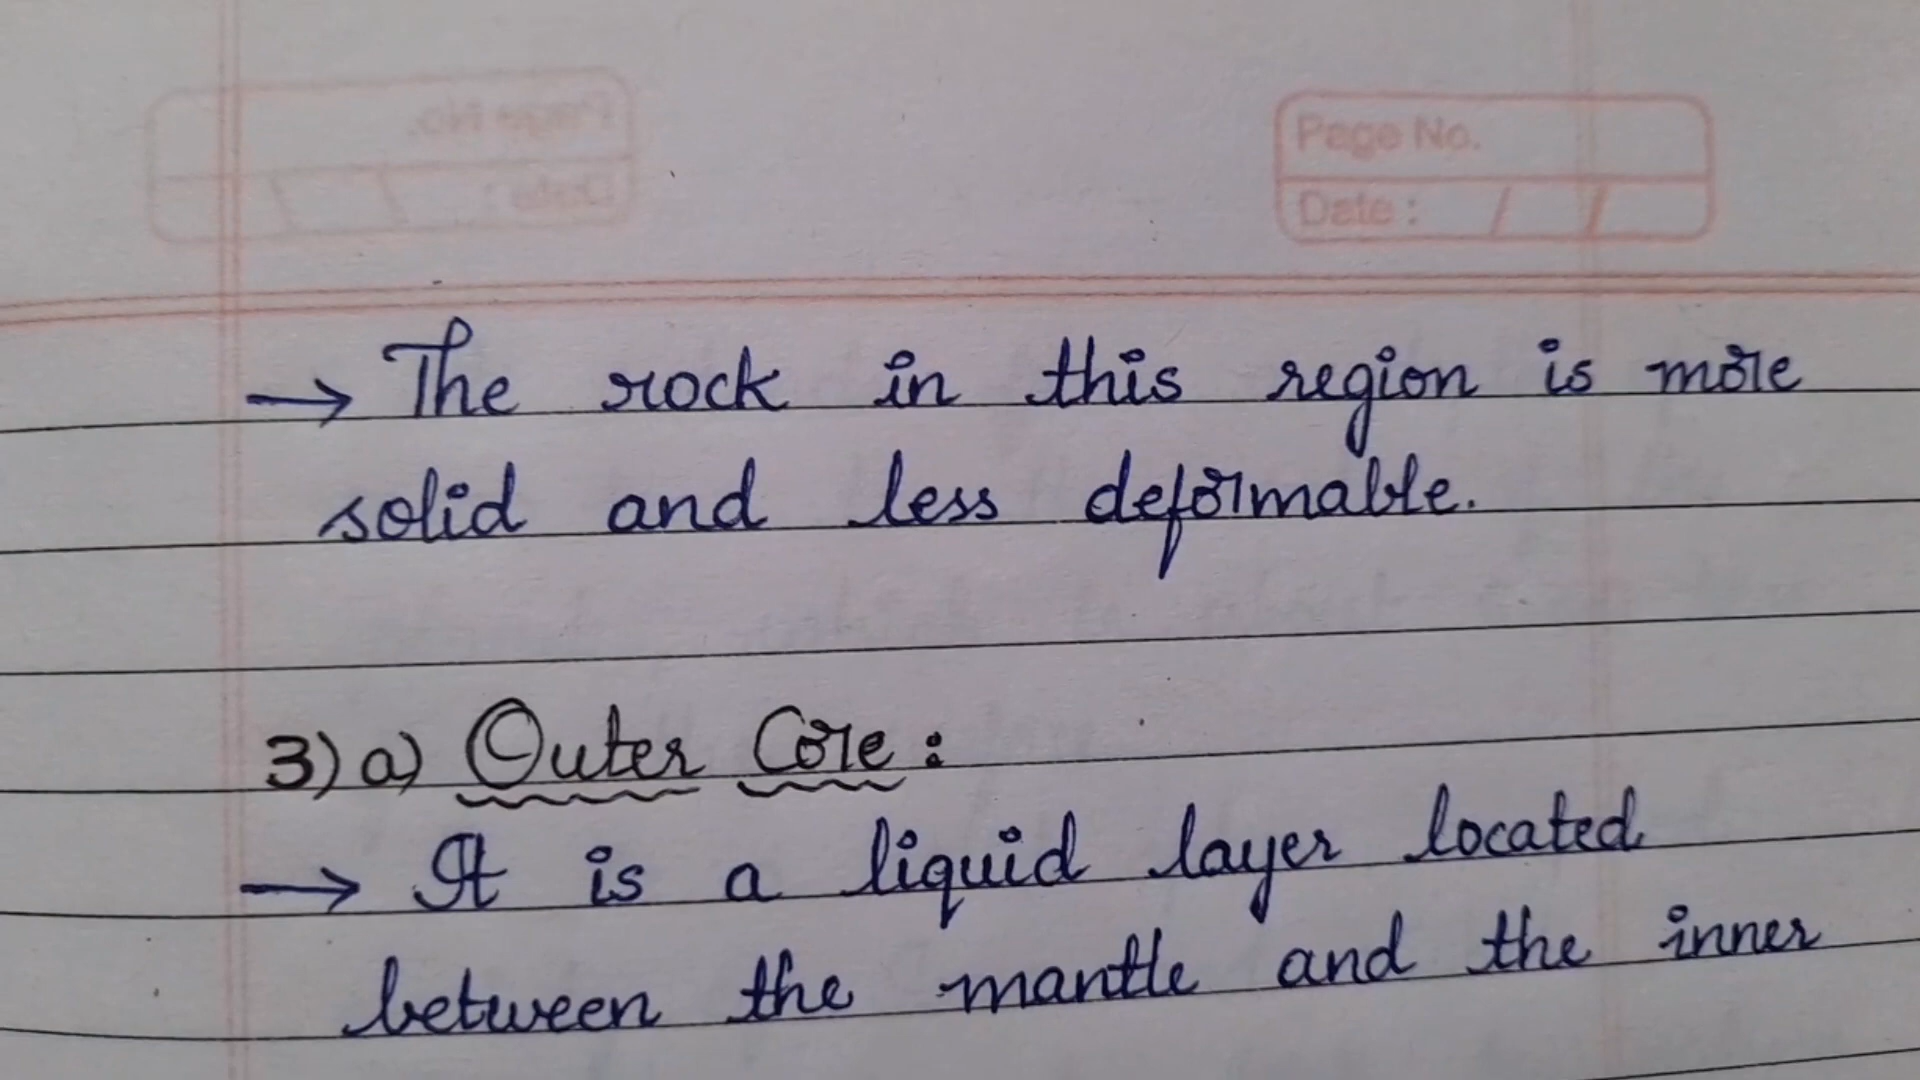 Page No.
Date : / /
→ The rock in this region is more
solid and less deformable.
3) a) Outer Core :
→ It is a liquid layer located
between the mantle and the inner